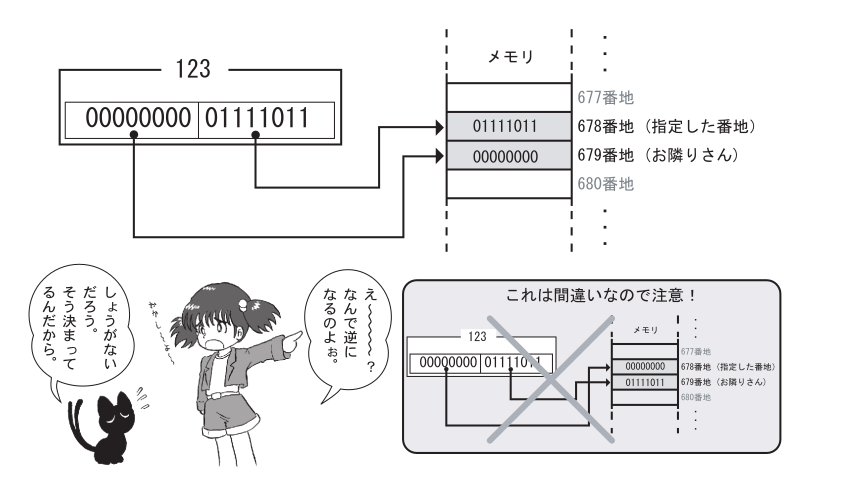 123
00000000 01111011
メモリ
677番地
01111011 678番地(指定した番地)
00000000 679番地(お隣りさん)
680番地
え〜〜〜〜〜?
なんで逆に
なるのよぉ。
ややこし〜よ〜
しょうがない
だろう。
そう決まって
るんだから。
これは間違いなので注意!
123
00000000 01111011
メモリ
677番地
00000000 678番地(指定した番地)
01111011 679番地(お隣りさん)
680番地